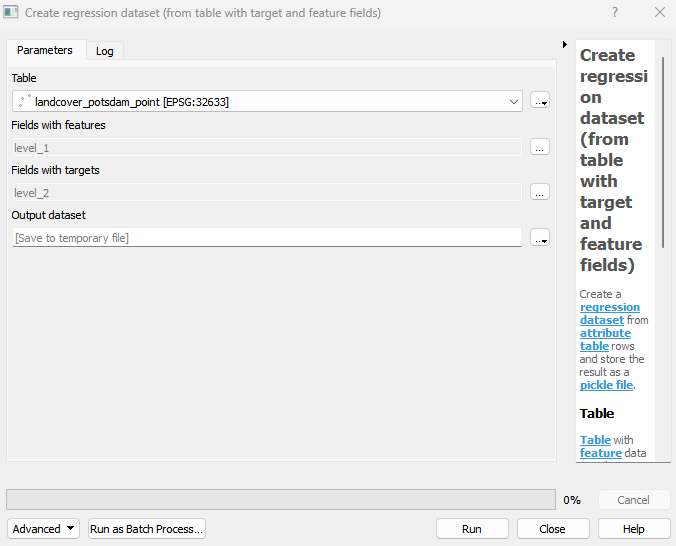 Create regression dataset (from table with target and feature fields)
?
Parameters
Log
Table
landcover_potsdam_point [EPSG:32633]
...
Fields with features
level_1
...
Fields with targets
level_2
...
Output dataset
[Save to temporary file]
...
Create
regressi
on
dataset
(from
table
with
target
and
feature
fields)
Create a
regression
dataset from
attribute
table rows
and store the
result as a
pickle file.
Table
Table with
feature data
0%
Cancel
Advanced
Run as Batch Process...
Run
Close
Help